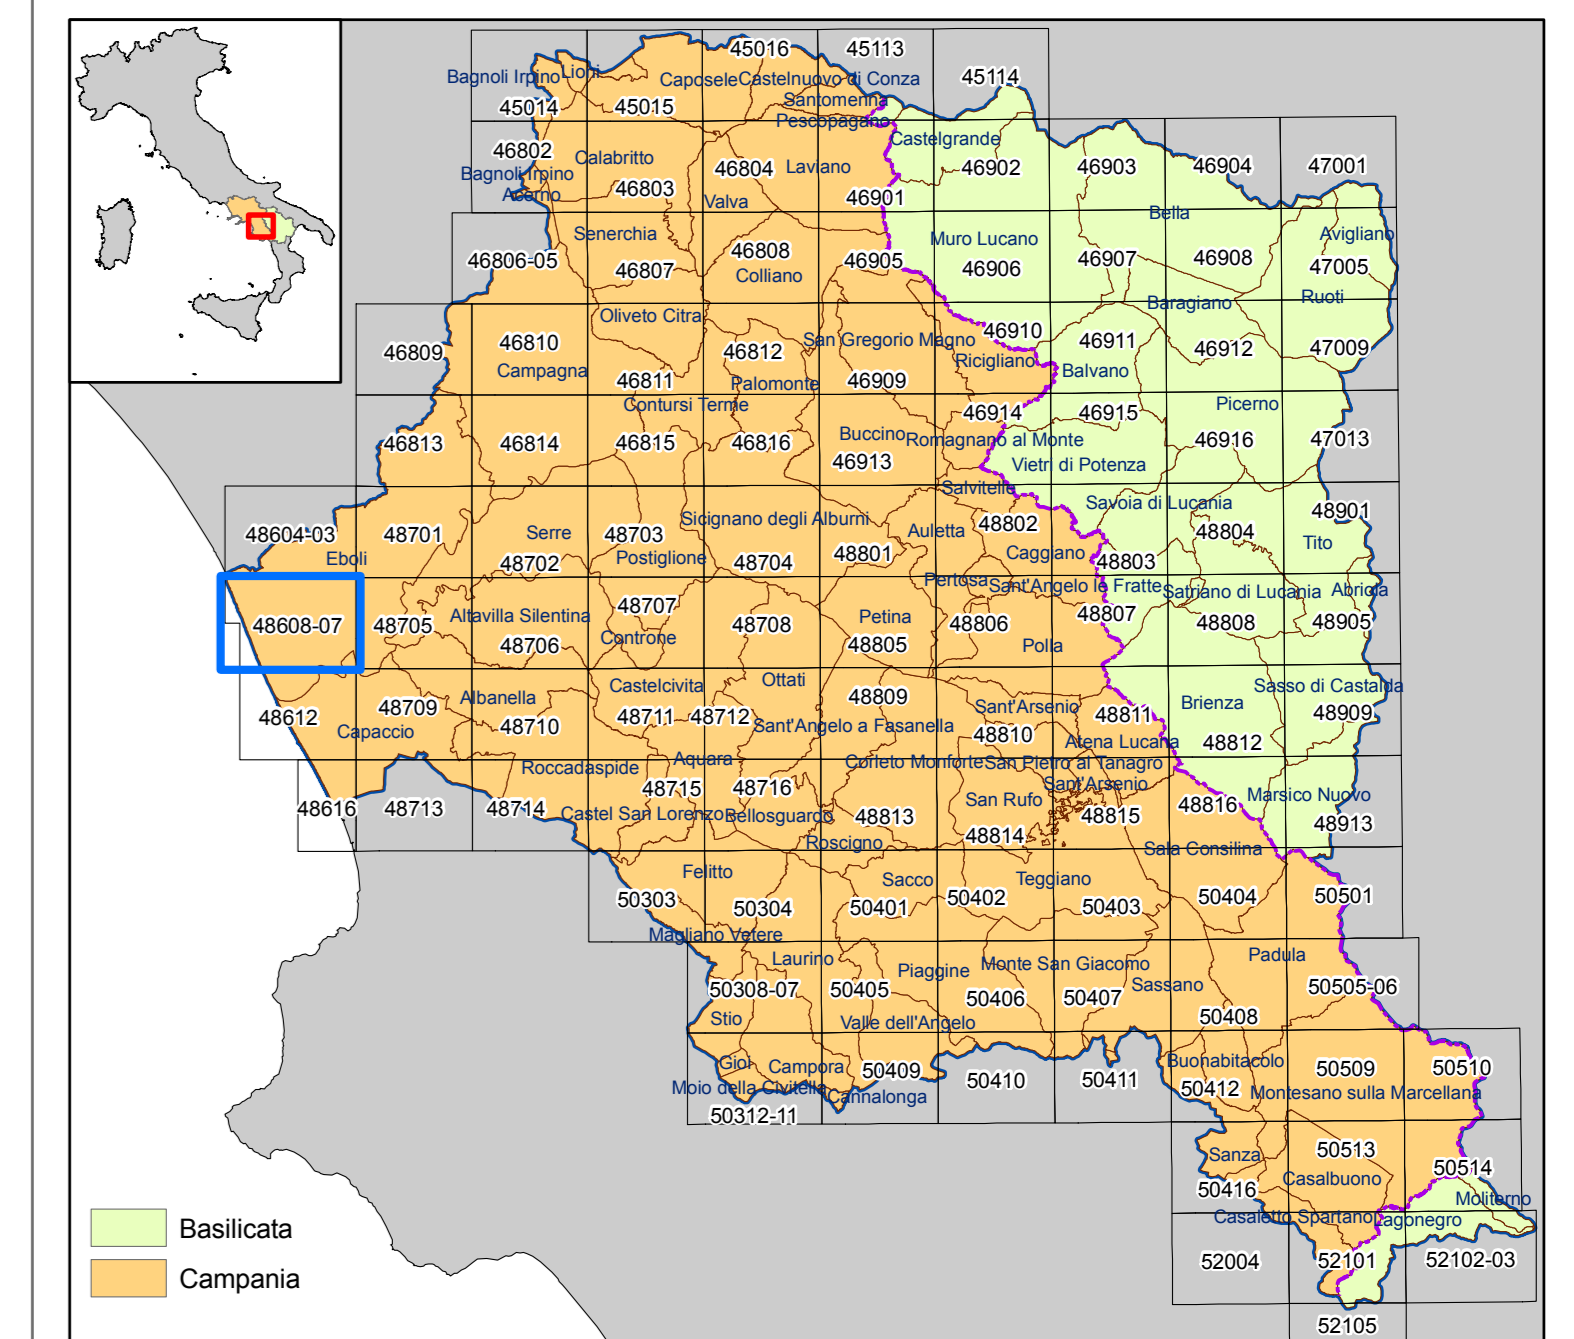 45016
45113
45114
Bagnoli Irpino
Lioni
Caposele
Castelnuovo di Conza
45014
45015
Santomenna
Pescopagano
Castelgrande
46802
Calabritto
46804
Laviano
46902
46903
46904
47001
Bagnoli Irpino
46803
Acerno
Valva
46901
Bella
Senerchia
Muro Lucano
Avigliano
46806-05
46807
46808
46905
46906
46907
46908
47005
Colliano
Baragiano
Ruoti
Oliveto Citra
46809
46810
46812
San Gregorio Magno
46910
46911
46912
47009
Ricigliano
Campagna
46811
Palomonte
46909
Balvano
Contursi Terme
46914
46915
Picerno
46813
46814
46815
46816
Buccino
Romagnano al Monte
46916
47013
46913
Vietri di Potenza
Salvitelle
Savoia di Lucania
48604-03
48701
Serre
48703
Sicignano degli Alburni
Auletta
48802
48804
48901
Eboli
48702
Postiglione
48704
48801
Caggiano
48803
Tito
Pertosa
Sant'Angelo le Fratte
Satriano di Lucania
Abriola
48608-07
48705
Altavilla Silentina
48707
48708
Petina
48806
48807
48808
48905
48706
Controne
48805
Polla
Castelcivita
Ottati
48809
Sasso di Castalda
48612
48709
Albanella
48711
48712
Sant'Arsenio
48811
Brienza
48909
Capaccio
48710
Sant'Angelo a Fasanella
48810
Atena Lucana
48812
Roccadaspide
Aquara
Corleto Monforte
San Pietro al Tanagro
48715
48716
Sant'Arsenio
Marsico Nuovo
48616
48713
48714
Castel San Lorenzo
Bellosguardo
48813
San Rufo
48815
48816
48913
Roscigno
48814
Sala Consilina
Felitto
Sacco
Teggiano
50303
50304
50401
50402
50403
50404
50501
Magliano Vetere
Laurino
Piaggine
Monte San Giacomo
Padula
50308-07
50405
50406
50407
Sassano
50505-06
Stio
Valle dell'Angelo
50408
Gioi
Campora
50409
50410
50411
Buonabitacolo
50509
50510
Moio della Civitella
Cannalonga
50412
Montesano sulla Marcellana
50312-11
Sanza
50513
50514
50416
Casalbuono
Moliterno
Casaletto Spartano
Lagonegro
52004
52101
52102-03
52105
Basilicata
Campania